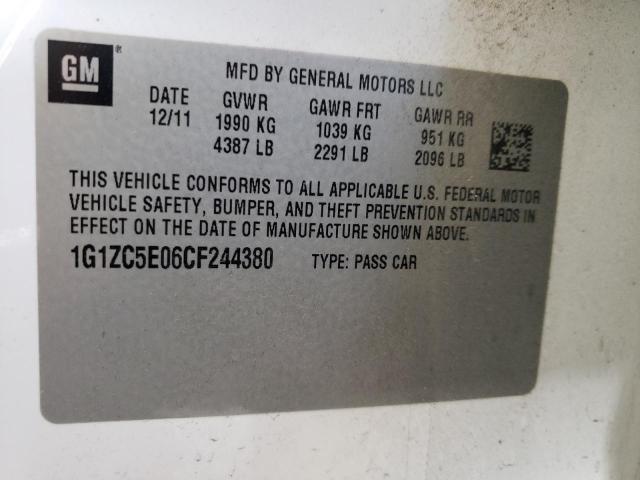 GM®
MFD BY GENERAL MOTORS LLC
DATE GVWR GAWR FRT GAWR RR
12/11 1990 KG 1039 KG 951 KG
4387 LB 2291 LB 2096 LB
THIS VEHICLE CONFORMS TO ALL APPLICABLE U.S. FEDERAL MOTOR
VEHICLE SAFETY, BUMPER, AND THEFT PREVENTION STANDARDS IN
EFFECT ON THE DATE OF MANUFACTURE SHOWN ABOVE.
1G1ZC5E06CF244380 TYPE: PASS CAR